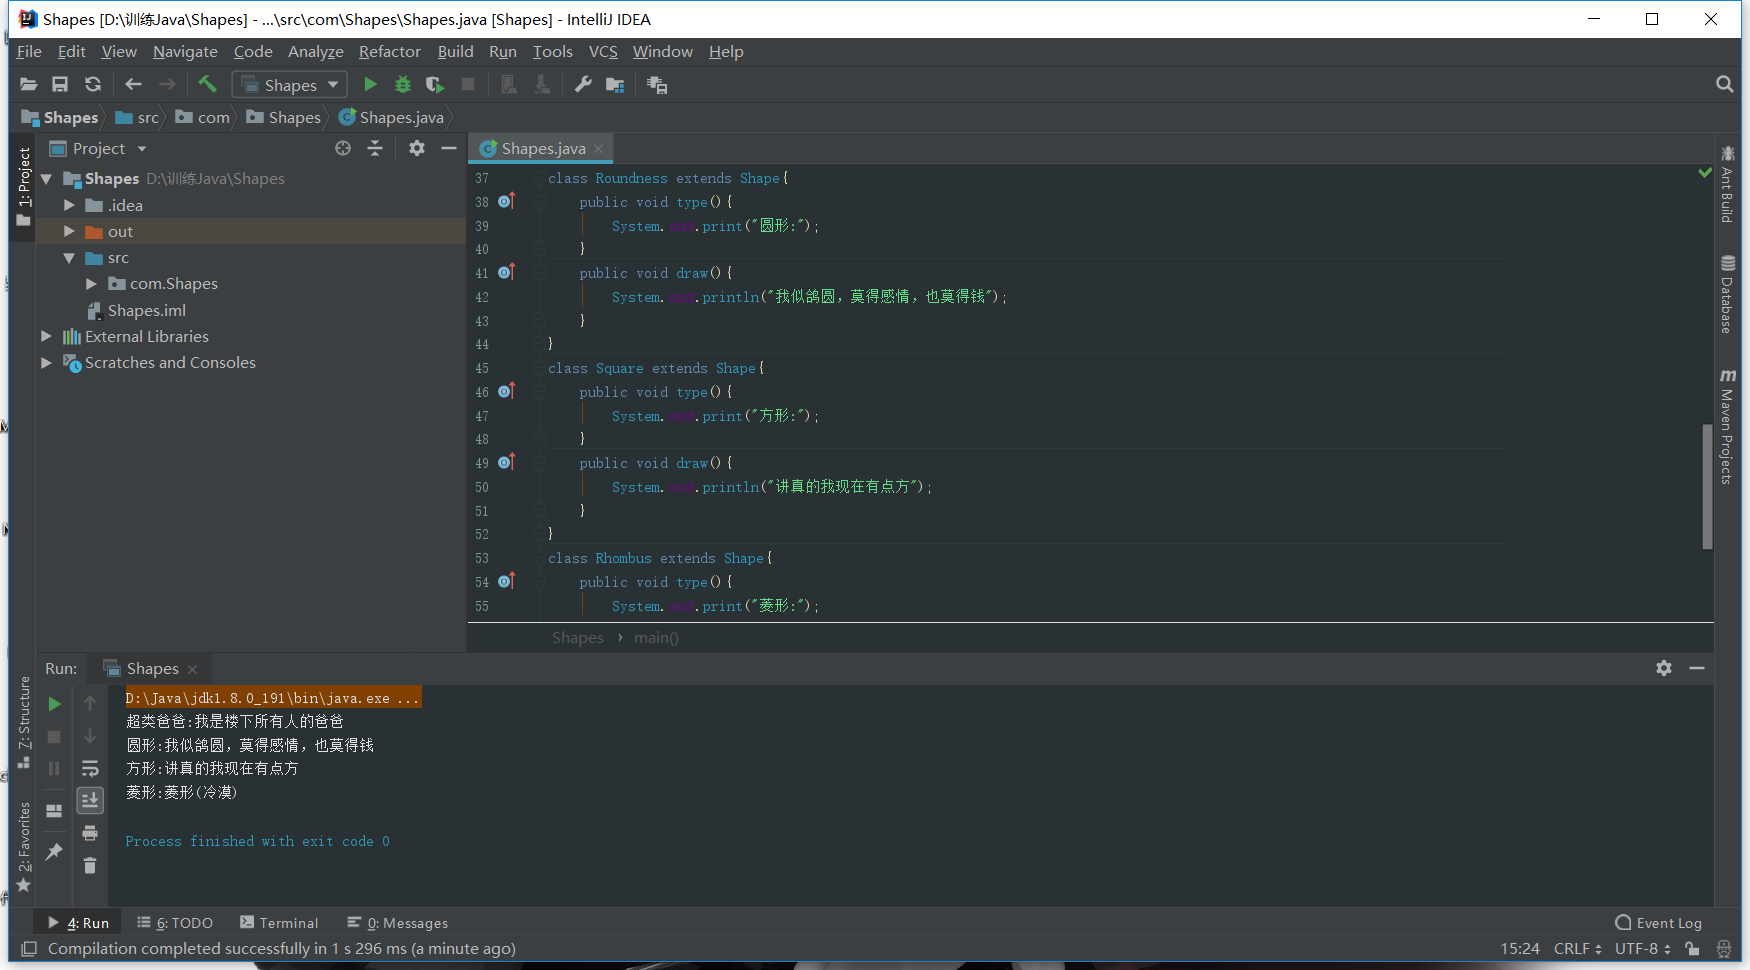 Shapes [D:\训练Java\Shapes] - ...\src\com\Shapes\Shapes.java [Shapes] - IntelliJ IDEA
File Edit View Navigate Code Analyze Refactor Build Run Tools VCS Window Help
Shapes
Shapes src com Shapes Shapes.java
1: Project
Project
Shapes D:\训练Java\Shapes
.idea
out
src
com.Shapes
Shapes.iml
External Libraries
Scratches and Consoles
Shapes.java
37 class Roundness extends Shape{
38 public void type(){
39 System.out.print("圆形:");
40 }
41 public void draw(){
42 System.out.println("我似鸽圆，莫得感情，也莫得钱");
43 }
44 }
45 class Square extends Shape{
46 public void type(){
47 System.out.print("方形:");
48 }
49 public void draw(){
50 System.out.println("讲真的我现在有点方");
51 }
52 }
53 class Rhombus extends Shape{
54 public void type(){
55 System.out.print("菱形:");
Shapes › main()
Ant Build
Database
m Maven Projects
7: Structure
2: Favorites
Run: Shapes
D:\Java\jdk1.8.0_191\bin\java.exe ...
超类爸爸:我是楼下所有人的爸爸
圆形:我似鸽圆，莫得感情，也莫得钱
方形:讲真的我现在有点方
菱形:菱形(冷漠)
Process finished with exit code 0
4: Run 6: TODO Terminal 0: Messages Event Log
Compilation completed successfully in 1 s 296 ms (a minute ago) 15:24 CRLF UTF-8